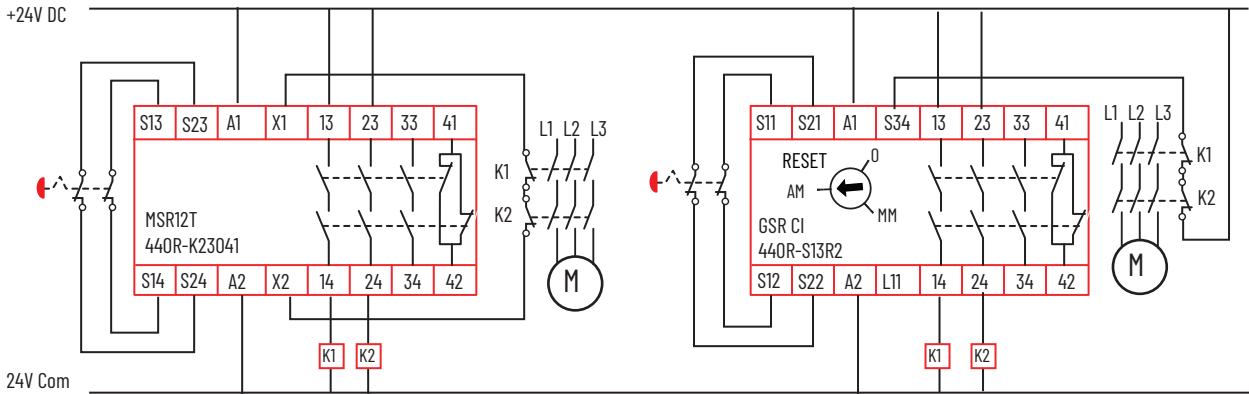 +24V DC
S13 S23 A1 X1 13 23 33 41
MSR12T
440R-K23041
S14 S24 A2 X2 14 24 34 42
K1 K2
L1 L2 L3
K1
K2
M
S11 S21 A1 S34 13 23 33 41
RESET
0
AM
MM
GSR CI
440R-S13R2
S12 S22 A2 L11 14 24 34 42
K1 K2
L1 L2 L3
K1
K2
M
24V Com